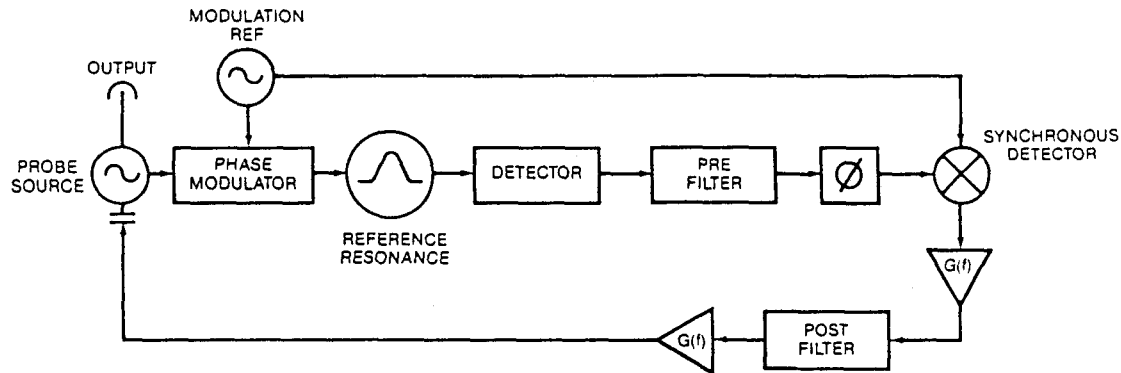 MODULATION
REF
OUTPUT
PROBE
SOURCE
PHASE
MODULATOR
REFERENCE
RESONANCE
DETECTOR
PRE
FILTER
Ø
SYNCHRONOUS
DETECTOR
G(f)
POST
FILTER
G(f)